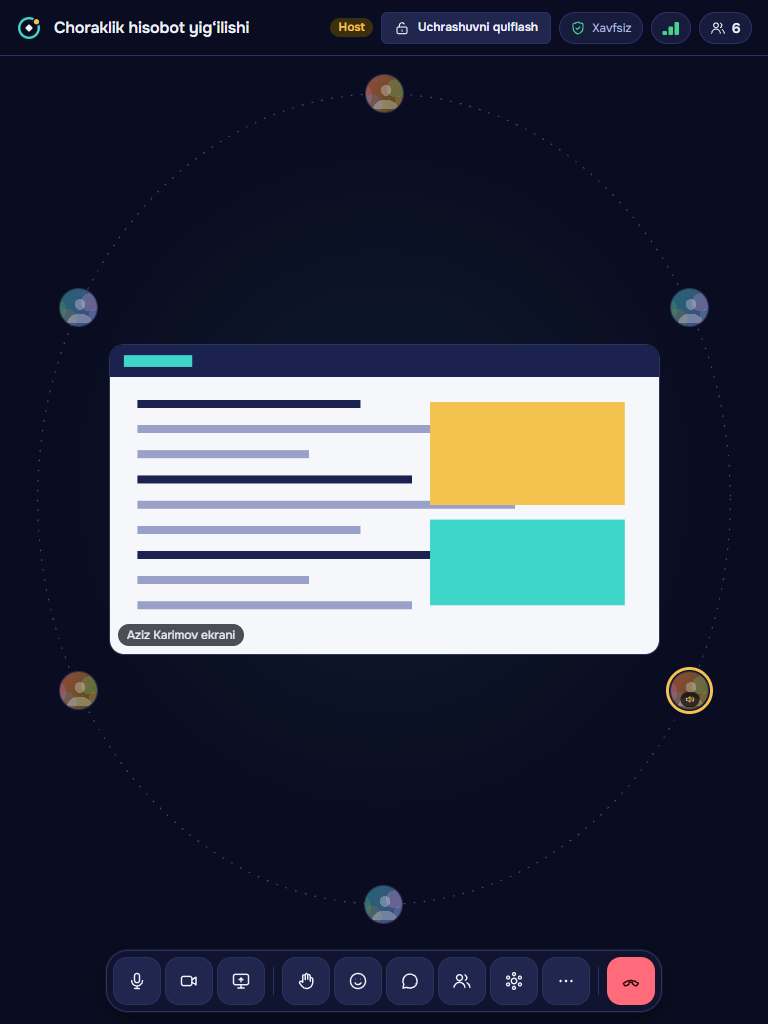 Choraklik hisobot yig‘ilishi
Host
Uchrashuvni qulflash
Xavfsiz
6
Aziz Karimov ekrani